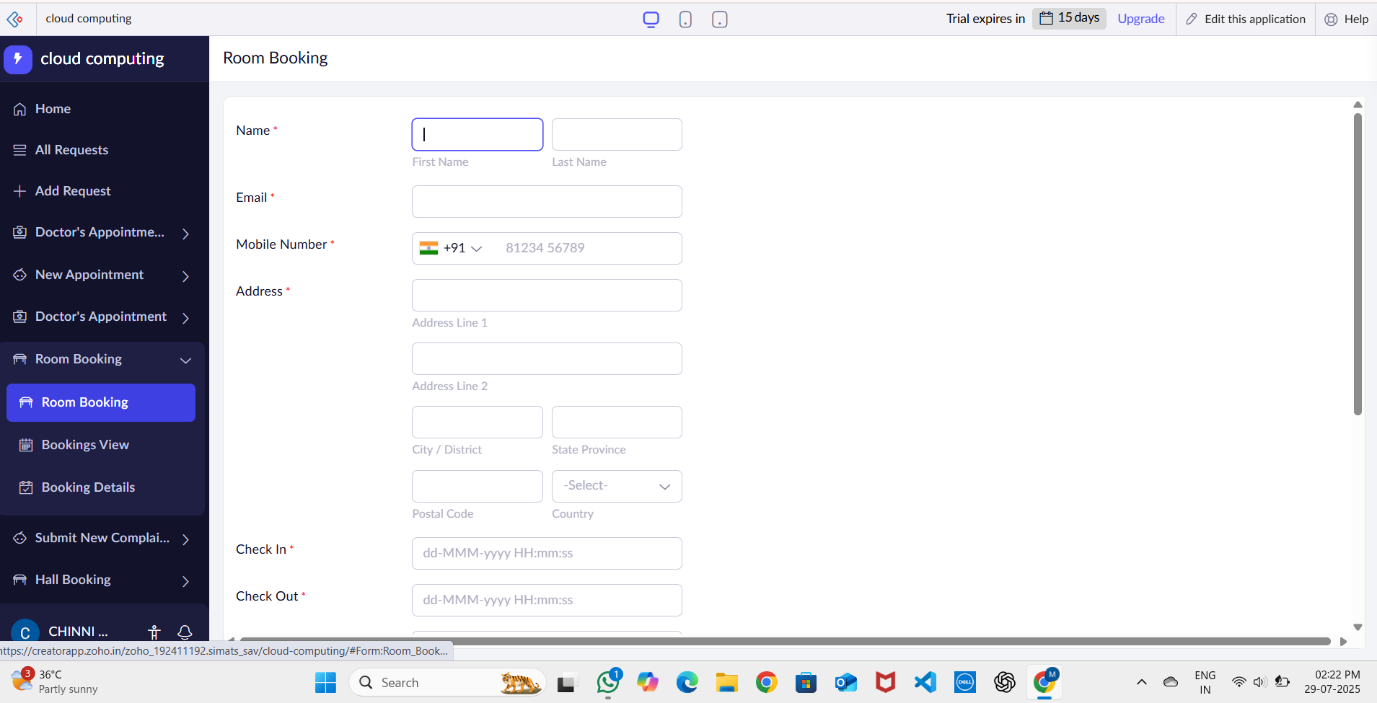 cloud computing
Trial expires in 15 days Upgrade Edit this application Help
cloud computing
Room Booking
Home
All Requests
Add Request
Doctor's Appointme...
New Appointment
Doctor's Appointment
Room Booking
Room Booking
Bookings View
Booking Details
Submit New Complai...
Hall Booking
C CHINNI ...
Name *
First Name Last Name
Email *
Mobile Number * +91 81234 56789
Address *
Address Line 1
Address Line 2
City / District State Province
-Select-
Postal Code Country
Check In * dd-MMM-yyyy HH:mm:ss
Check Out * dd-MMM-yyyy HH:mm:ss
https://creatorapp.zoho.in/zoho_192411192.simats_sav/cloud-computing/#Form:Room_Book...
3 36°C
Partly sunny
Search
1
DELL
M
ENG
IN
02:22 PM
29-07-2025